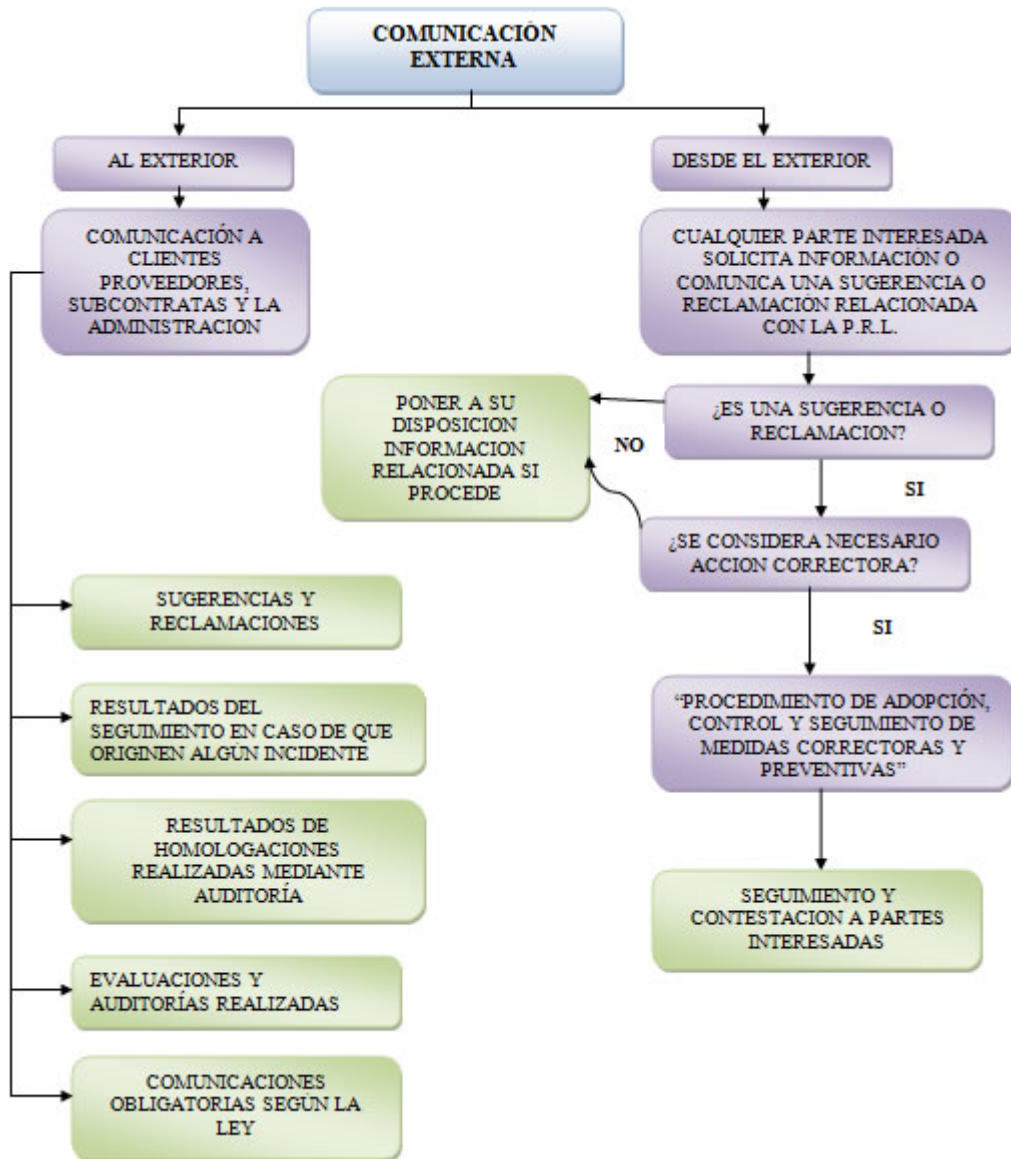 COMUNICACIÓN
EXTERNA
AL EXTERIOR
COMUNICACIÓN A
CLIENTES
PROVEEDORES,
SUBCONTRATAS Y LA
ADMINISTRACION
SUGERENCIAS Y
RECLAMACIONES
RESULTADOS DEL
SEGUIMIENTO EN CASO DE QUE
ORIGINEN ALGÚN INCIDENTE
RESULTADOS DE
HOMOLOGACIONES
REALIZADAS MEDIANTE
AUDITORÍA
EVALUACIONES Y
AUDITORÍAS REALIZADAS
COMUNICACIONES
OBLIGATORIAS SEGÚN LA
LEY
DESDE EL EXTERIOR
CUALQUIER PARTE INTERESADA
SOLICITA INFORMACIÓN O
COMUNICA UNA SUGERENCIA O
RECLAMACIÓN RELACIONADA
CON LA P.R.L.
¿ES UNA SUGERENCIA O
RECLAMACION?
NO
PONER A SU
DISPOSICION
INFORMACION
RELACIONADA SI
PROCEDE
SI
¿SE CONSIDERA NECESARIO
ACCION CORRECTORA?
SI
“PROCEDIMIENTO DE ADOPCIÓN,
CONTROL Y SEGUIMIENTO DE
MEDIDAS CORRECTORAS Y
PREVENTIVAS”
SEGUIMIENTO Y
CONTESTACION A PARTES
INTERESADAS